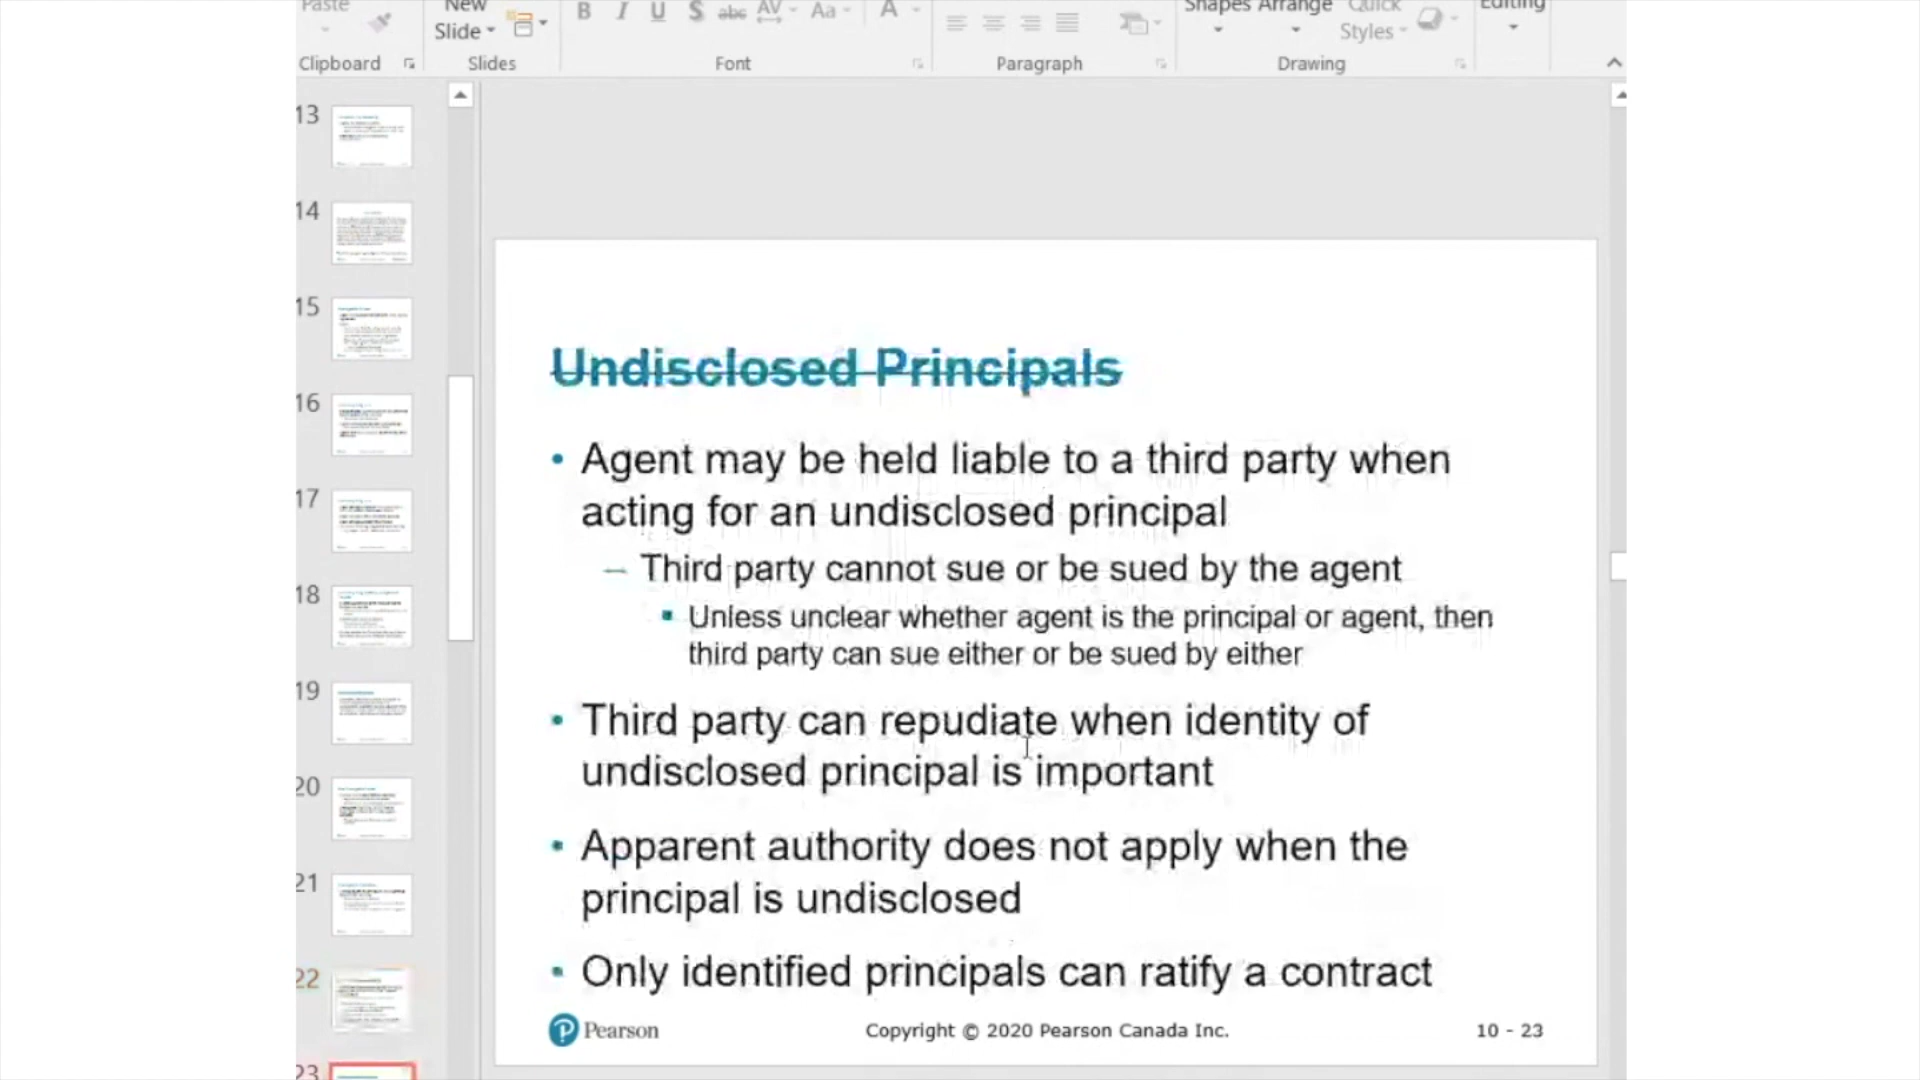 Paste
New
Slide
B I U S abc AV Aa A
Shapes Arrange Quick
Styles
Editing
Clipboard Slides Font Paragraph Drawing
13
14
15
16
17
18
19
20
21
22
23
Undisclosed Principals
• Agent may be held liable to a third party when
acting for an undisclosed principal
– Third party cannot sue or be sued by the agent
▪ Unless unclear whether agent is the principal or agent, then
third party can sue either or be sued by either
• Third party can repudiate when identity of
undisclosed principal is important
• Apparent authority does not apply when the
principal is undisclosed
• Only identified principals can ratify a contract
P Pearson
Copyright © 2020 Pearson Canada Inc.
10 - 23